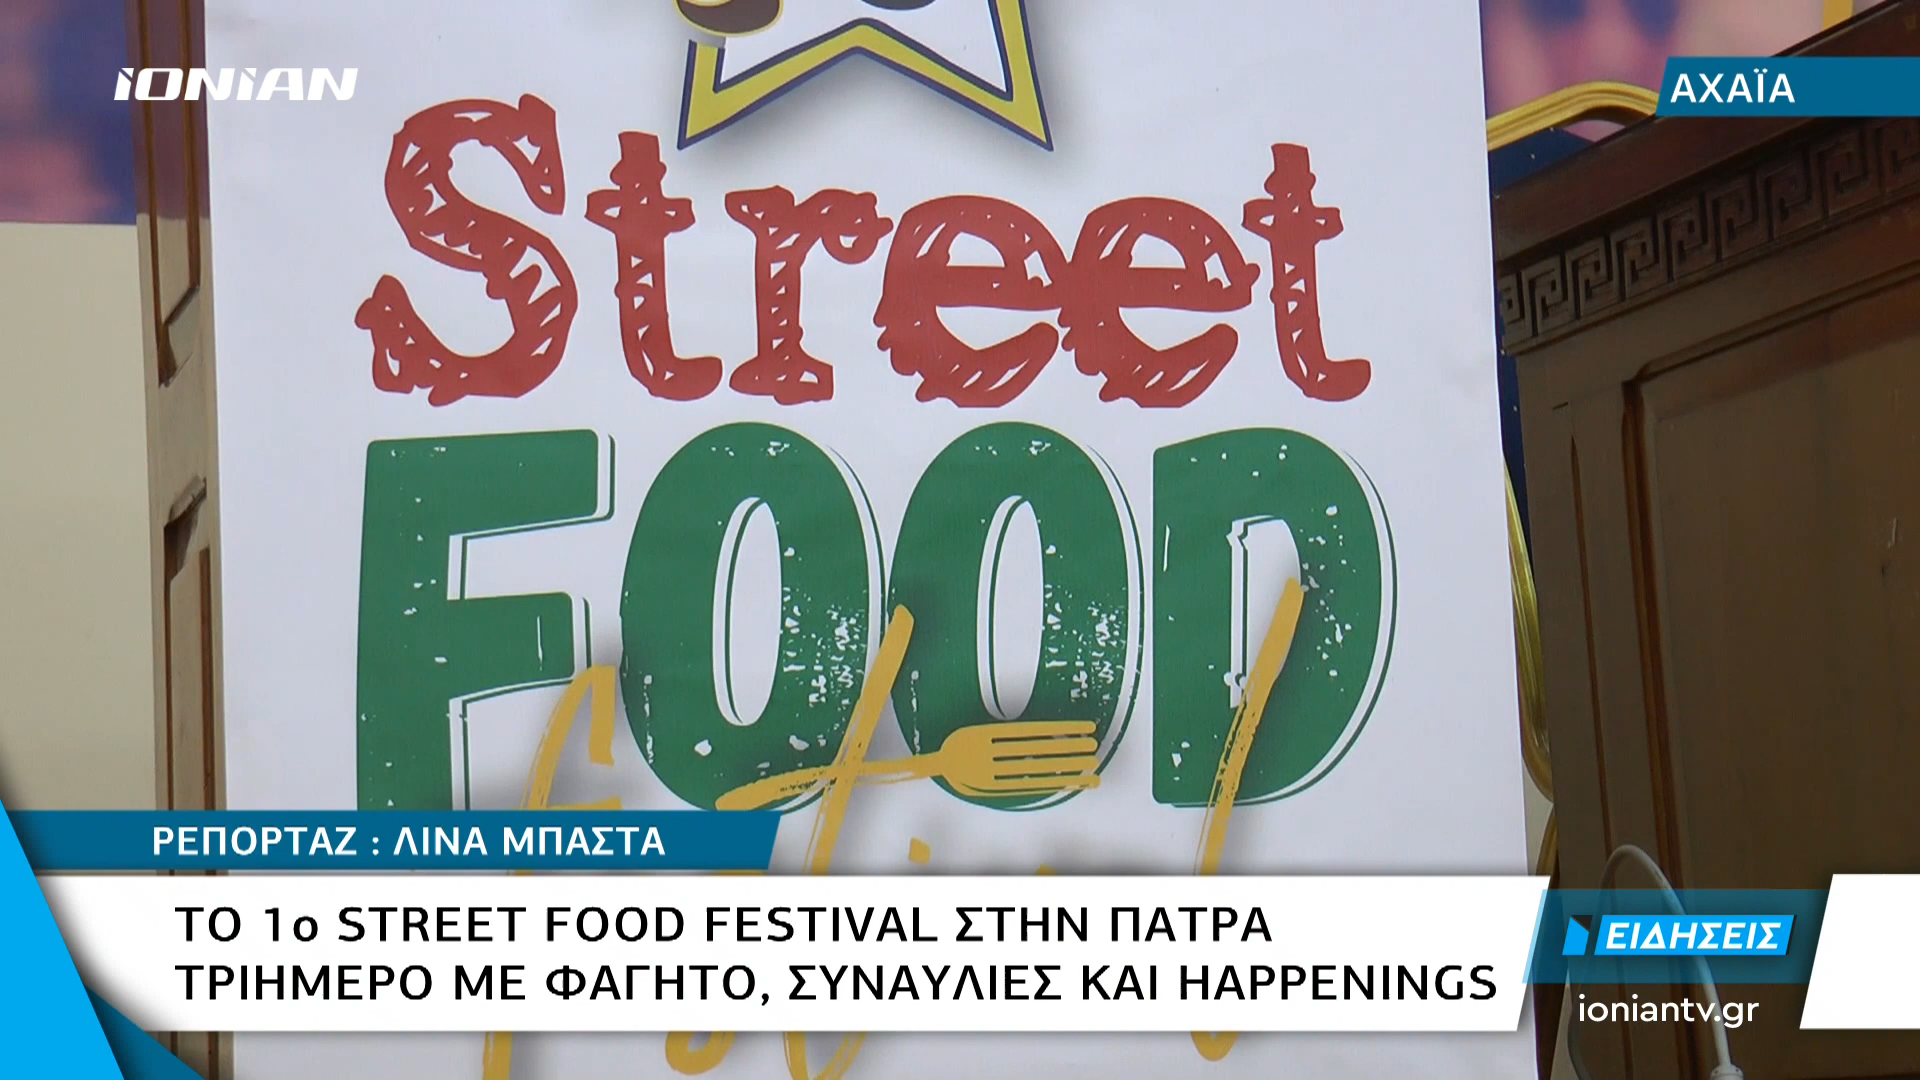 IONIAN
ΑΧΑΪΑ
Street
FOOD
ΡΕΠΟΡΤΑΖ : ΛΙΝΑ ΜΠΑΣΤΑ
ΤΟ 1ο STREET FOOD FESTIVAL ΣΤΗΝ ΠΑΤΡΑ
ΤΡΙΗΜΕΡΟ ΜΕ ΦΑΓΗΤΟ, ΣΥΝΑΥΛΙΕΣ ΚΑΙ HAPPENINGS
ΕΙΔΗΣΕΙΣ
ioniantv.gr